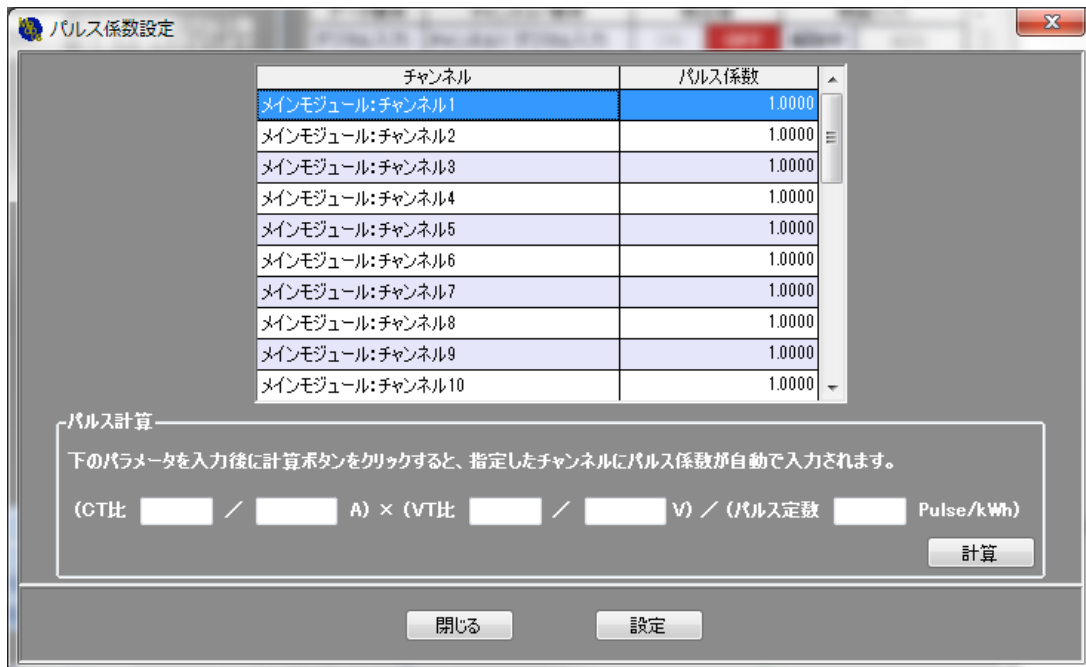 パルス係数設定
チャンネル パルス係数
メインモジュール:チャンネル1 1.0000
メインモジュール:チャンネル2 1.0000
メインモジュール:チャンネル3 1.0000
メインモジュール:チャンネル4 1.0000
メインモジュール:チャンネル5 1.0000
メインモジュール:チャンネル6 1.0000
メインモジュール:チャンネル7 1.0000
メインモジュール:チャンネル8 1.0000
メインモジュール:チャンネル9 1.0000
メインモジュール:チャンネル10 1.0000
パルス計算
下のパラメータを入力後に計算ボタンをクリックすると、指定したチャンネルにパルス係数が自動で入力されます。
(CT比 / A) × (VT比 / V) / (パルス定数 Pulse/kWh)
計算
閉じる 設定